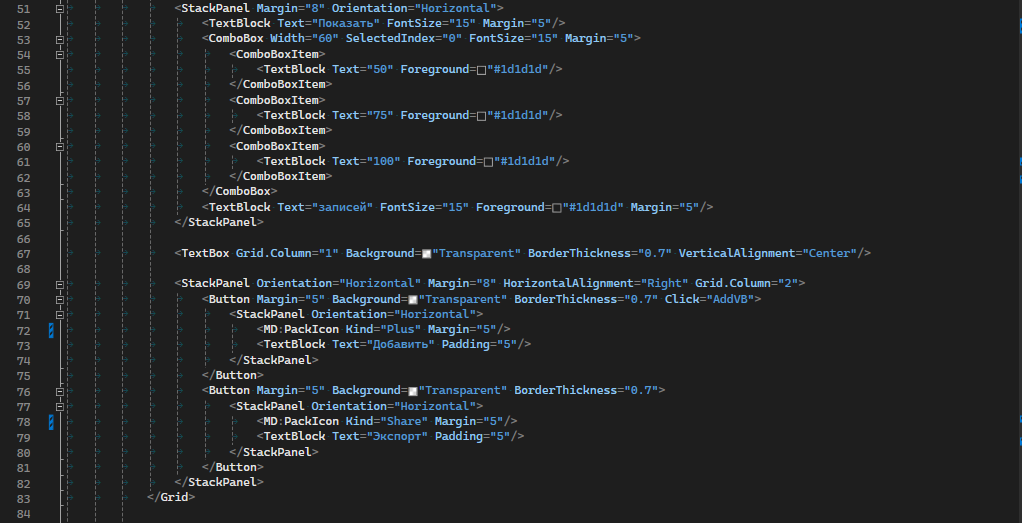 51 <StackPanel Margin="8" Orientation="Horizontal">
52 <TextBlock Text="Показать" FontSize="15" Margin="5"/>
53 <ComboBox Width="60" SelectedIndex="0" FontSize="15" Margin="5">
54 <ComboBoxItem>
55 <TextBlock Text="50" Foreground="#1d1d1d"/>
56 </ComboBoxItem>
57 <ComboBoxItem>
58 <TextBlock Text="75" Foreground="#1d1d1d"/>
59 </ComboBoxItem>
60 <ComboBoxItem>
61 <TextBlock Text="100" Foreground="#1d1d1d"/>
62 </ComboBoxItem>
63 </ComboBox>
64 <TextBlock Text="записей" FontSize="15" Foreground="#1d1d1d" Margin="5"/>
65 </StackPanel>
66
67 <TextBox Grid.Column="1" Background="Transparent" BorderThickness="0.7" VerticalAlignment="Center"/>
68
69 <StackPanel Orientation="Horizontal" Margin="8" HorizontalAlignment="Right" Grid.Column="2">
70 <Button Margin="5" Background="Transparent" BorderThickness="0.7" Click="AddVB">
71 <StackPanel Orientation="Horizontal">
72 <MD:PackIcon Kind="Plus" Margin="5"/>
73 <TextBlock Text="Добавить" Padding="5"/>
74 </StackPanel>
75 </Button>
76 <Button Margin="5" Background="Transparent" BorderThickness="0.7">
77 <StackPanel Orientation="Horizontal">
78 <MD:PackIcon Kind="Share" Margin="5"/>
79 <TextBlock Text="Экспорт" Padding="5"/>
80 </StackPanel>
81 </Button>
82 </StackPanel>
83 </Grid>
84